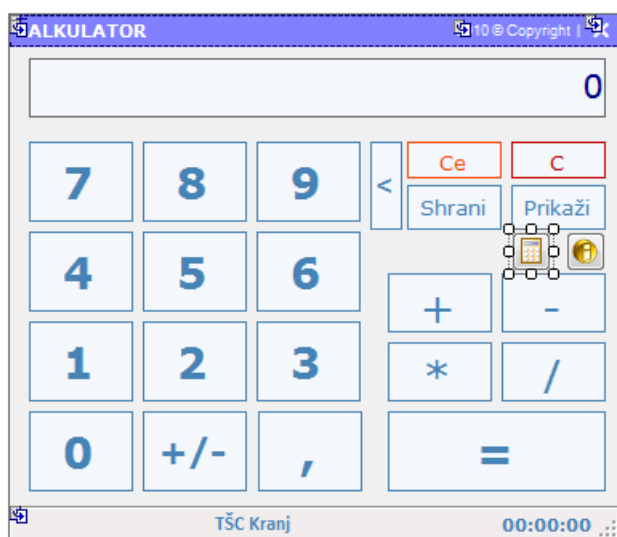 ALKULATOR 10 © Copyright |
0
7 8 9 < Ce C
Shrani Prikaži
4 5 6
+ -
1 2 3 * /
0 +/- , =
TŠC Kranj 00:00:00